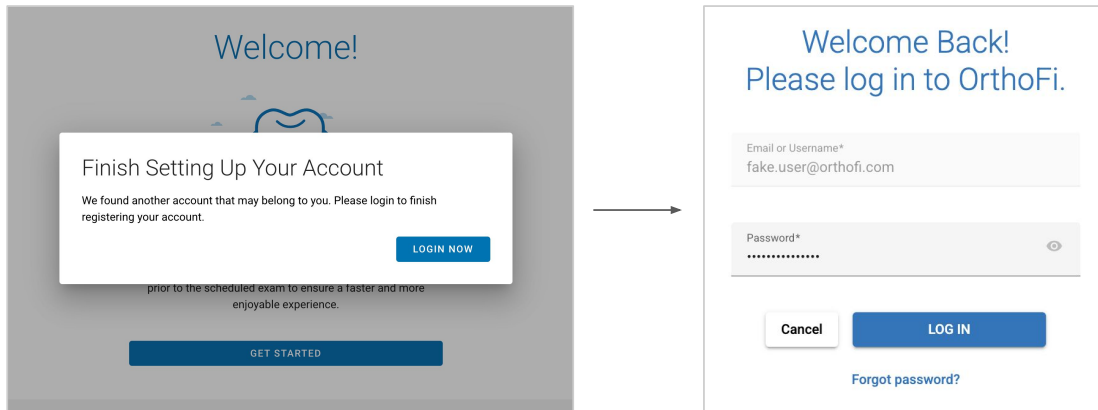 Welcome!
Finish Setting Up Your Account
We found another account that may belong to you. Please login to finish
registering your account.
LOGIN NOW
prior to the scheduled exam to ensure a faster and more
enjoyable experience.
GET STARTED
Welcome Back!
Please log in to OrthoFi.
Email or Username*
fake.user@orthofi.com
Password*
•••••••••••••••
Cancel
LOG IN
Forgot password?